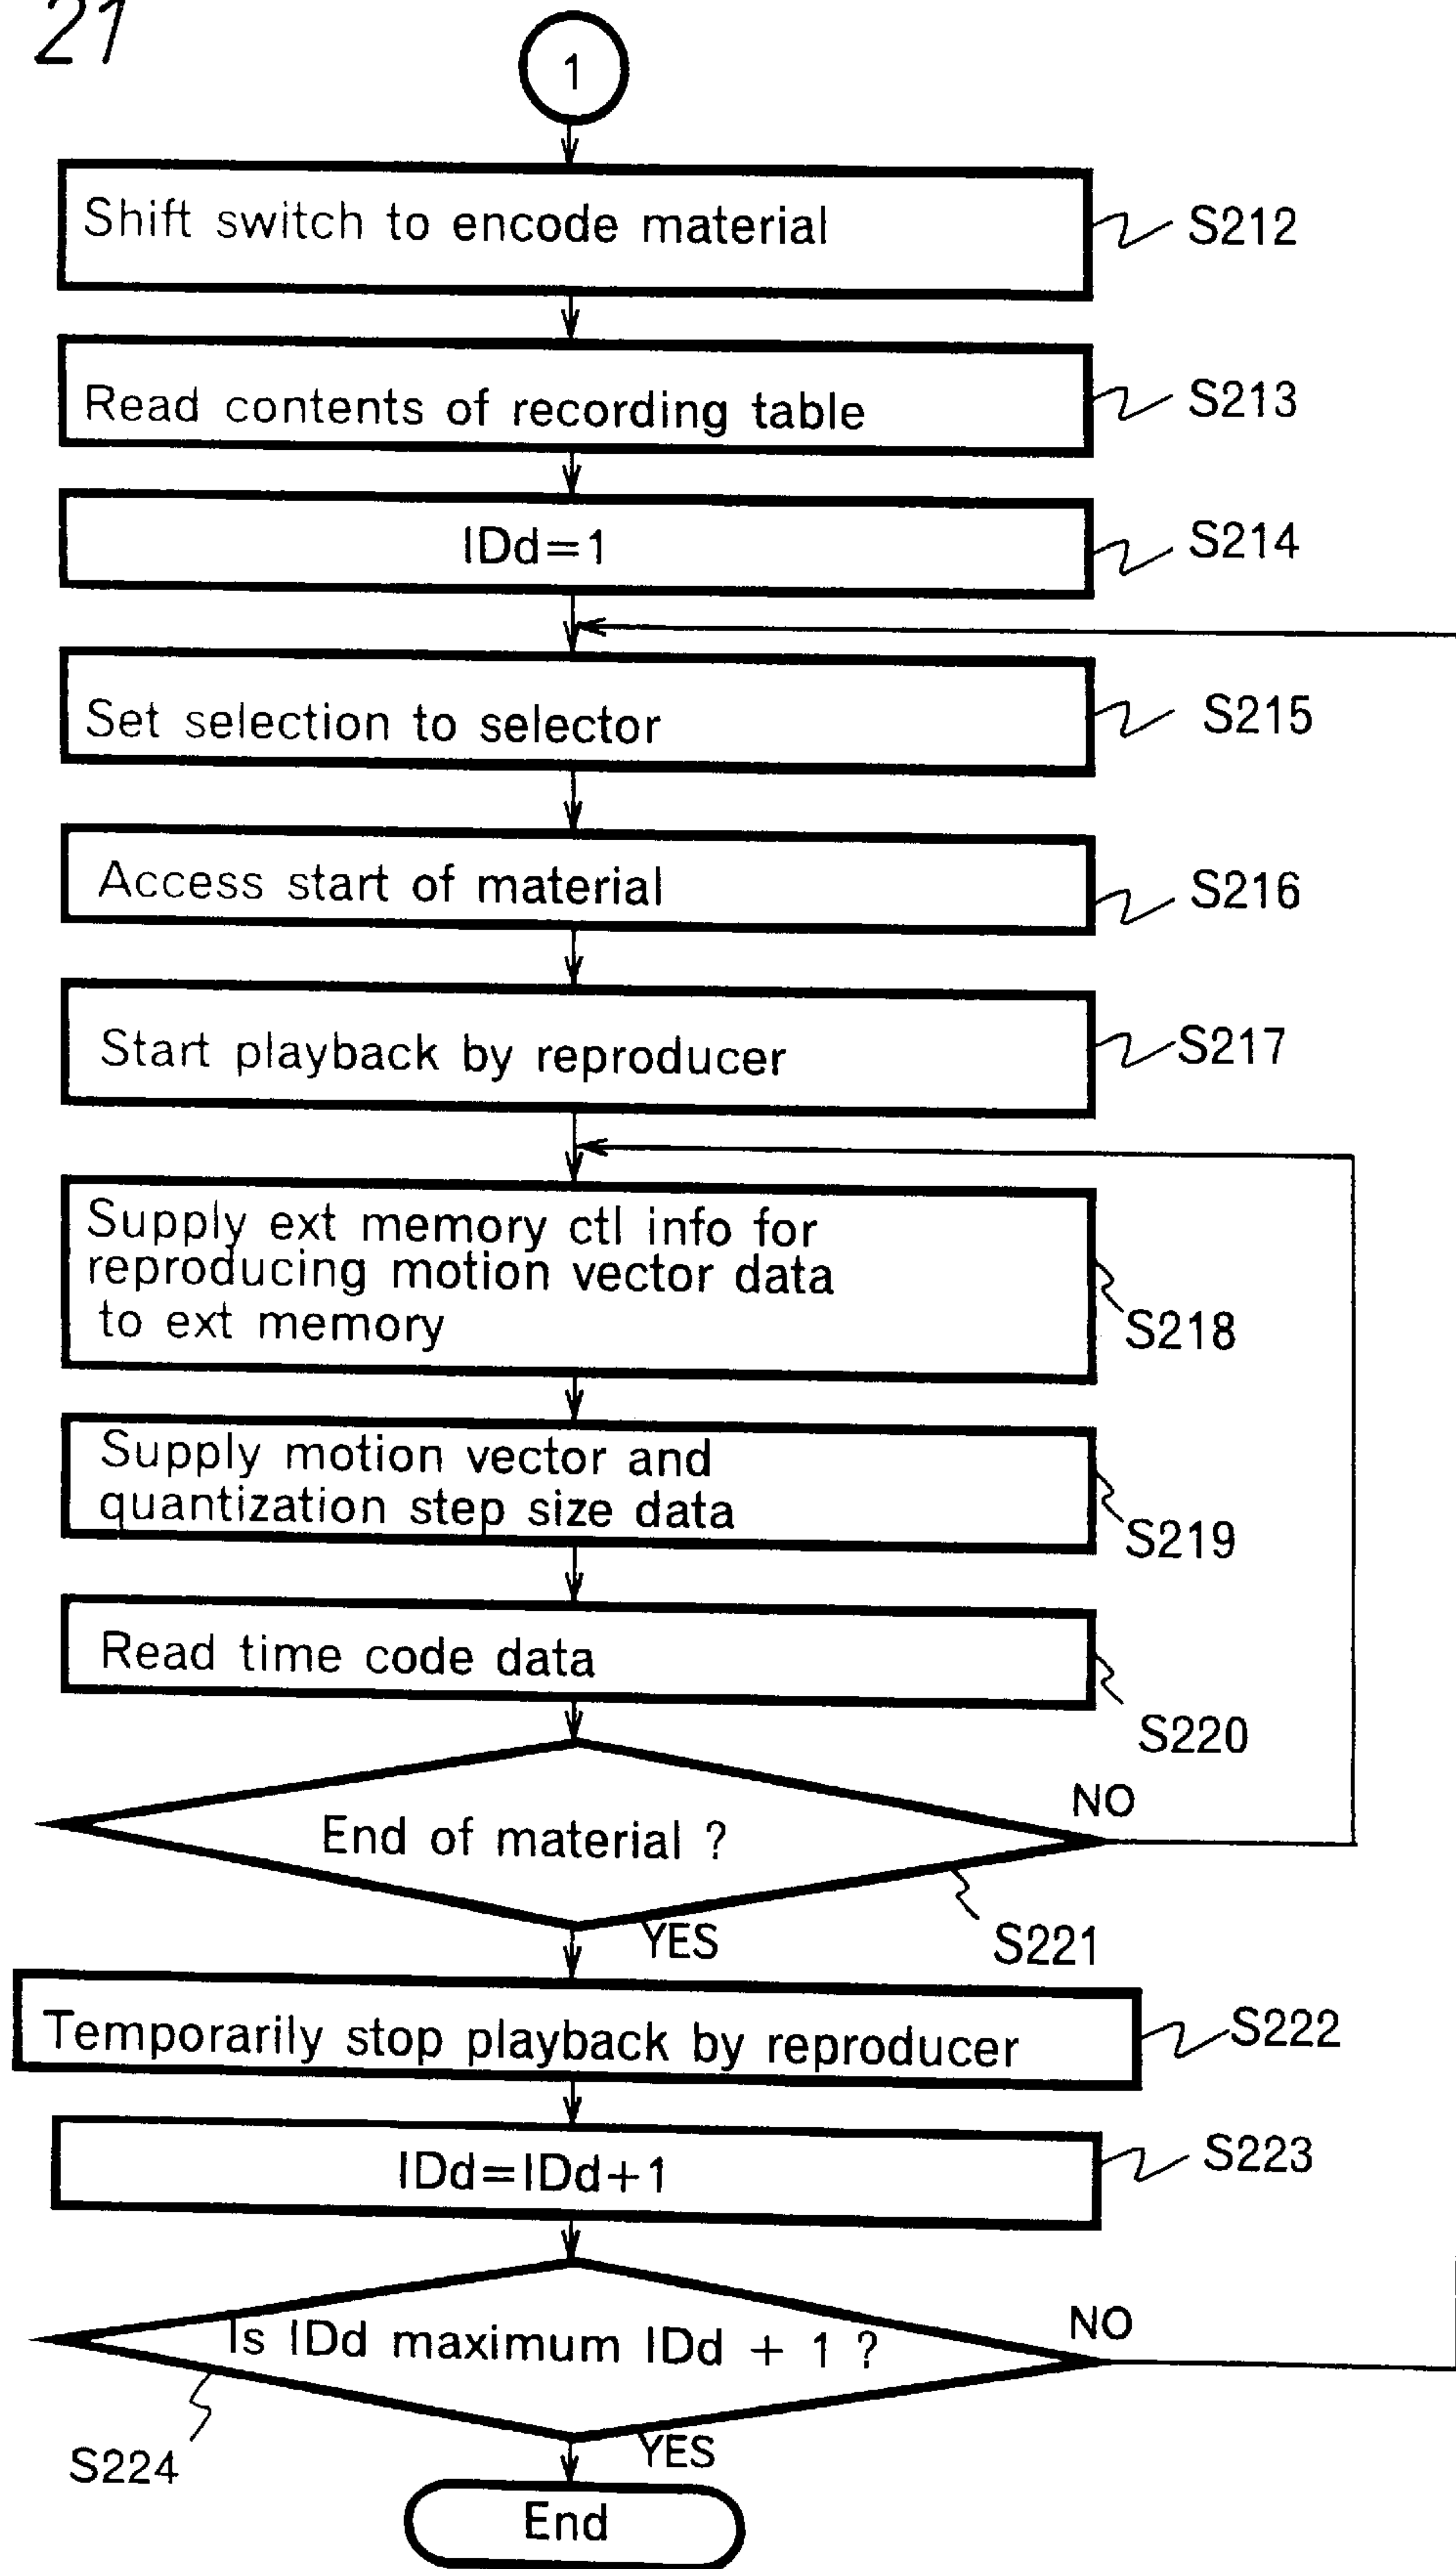 21
1
Shift switch to encode material
S212
Read contents of recording table
S213
IDd=1
S214
Set selection to selector
S215
Access start of material
S216
Start playback by reproducer
S217
Supply ext memory ctl info for
reproducing motion vector data
to ext memory
S218
Supply motion vector and
quantization step size data
S219
Read time code data
S220
End of material ?
NO
YES
S221
Temporarily stop playback by reproducer
S222
IDd=IDd+1
S223
Is IDd maximum IDd + 1 ?
NO
YES
S224
End